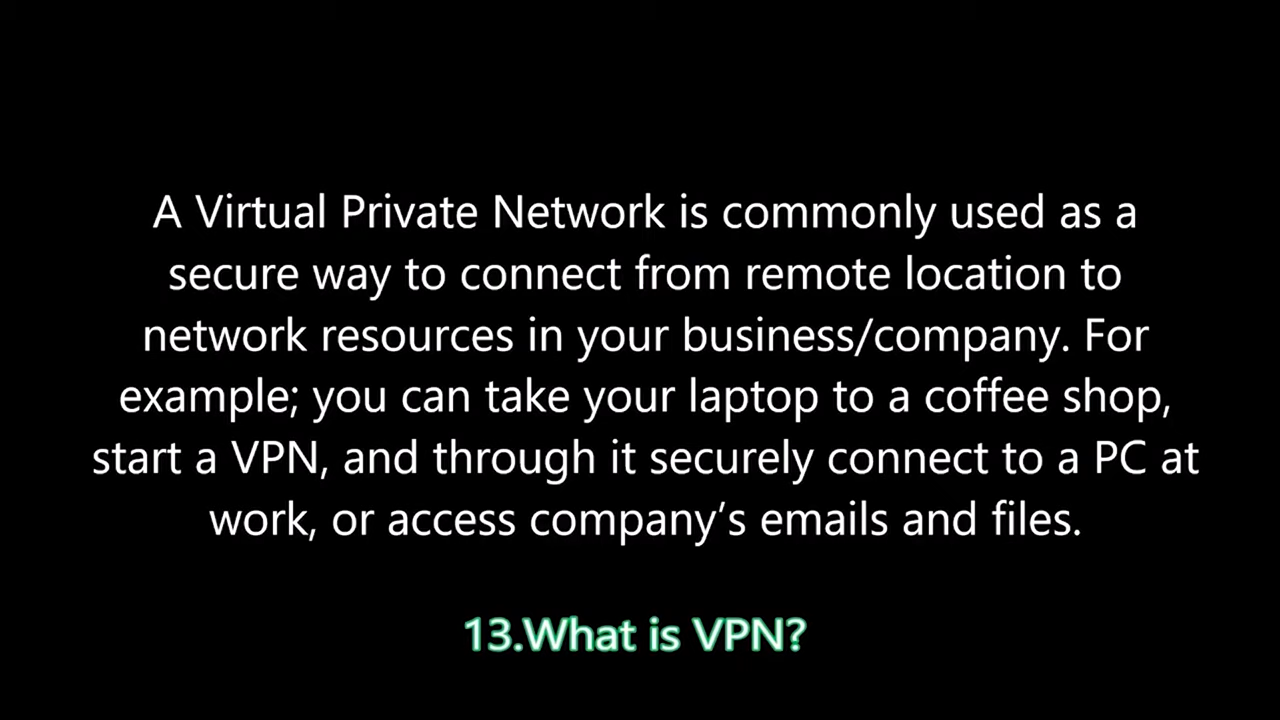 A Virtual Private Network is commonly used as a
secure way to connect from remote location to
network resources in your business/company. For
example; you can take your laptop to a coffee shop,
start a VPN, and through it securely connect to a PC at
work, or access company’s emails and files.
13.What is VPN?